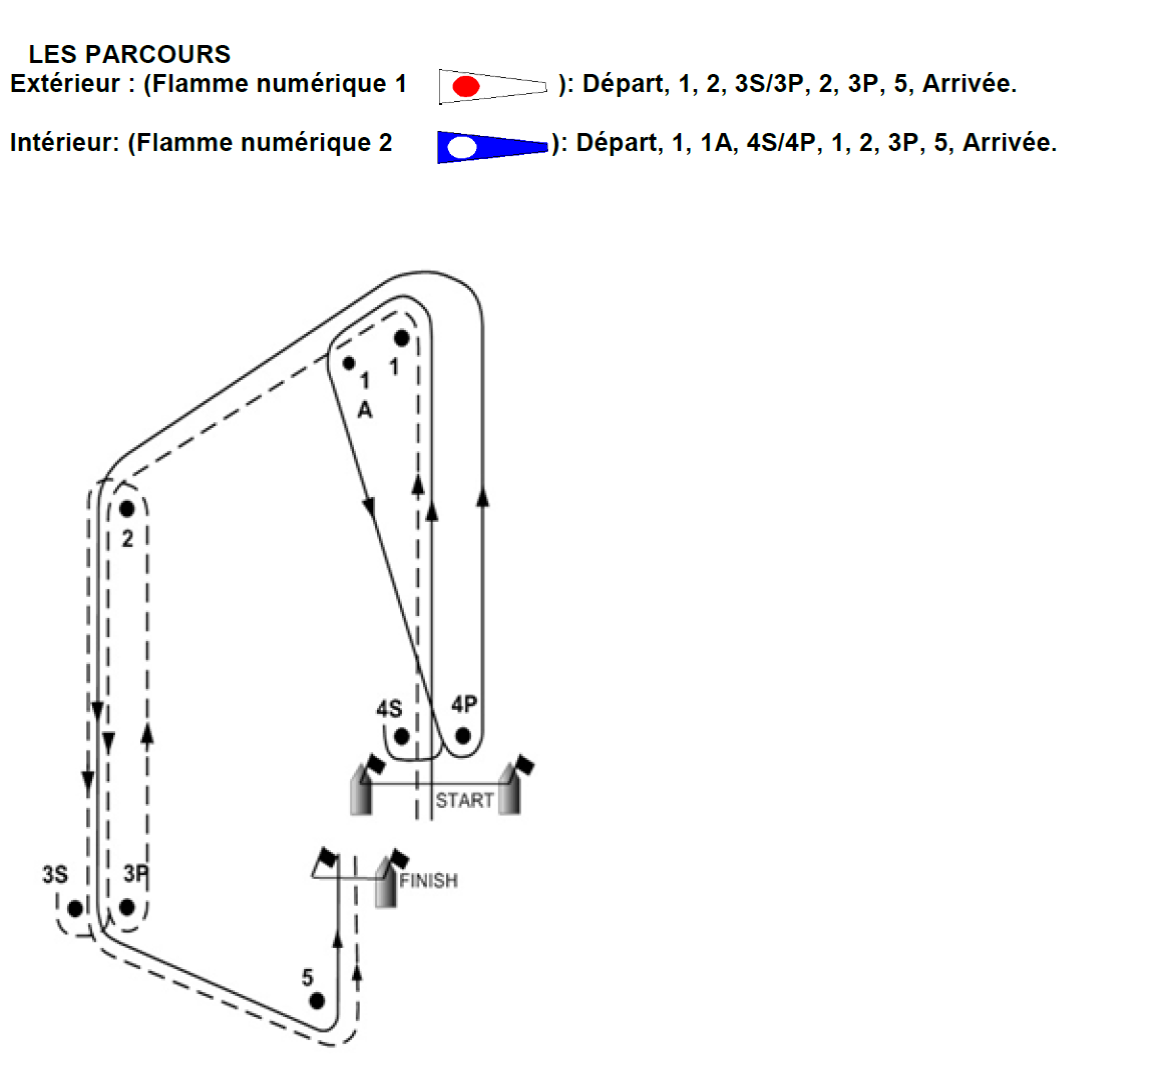 LES PARCOURS
Extérieur : (Flamme numérique 1 ): Départ, 1, 2, 3S/3P, 2, 3P, 5, Arrivée.
Intérieur: (Flamme numérique 2 ): Départ, 1, 1A, 4S/4P, 1, 2, 3P, 5, Arrivée.
1
1
A
2
4S
4P
START
3S
3P
FINISH
5